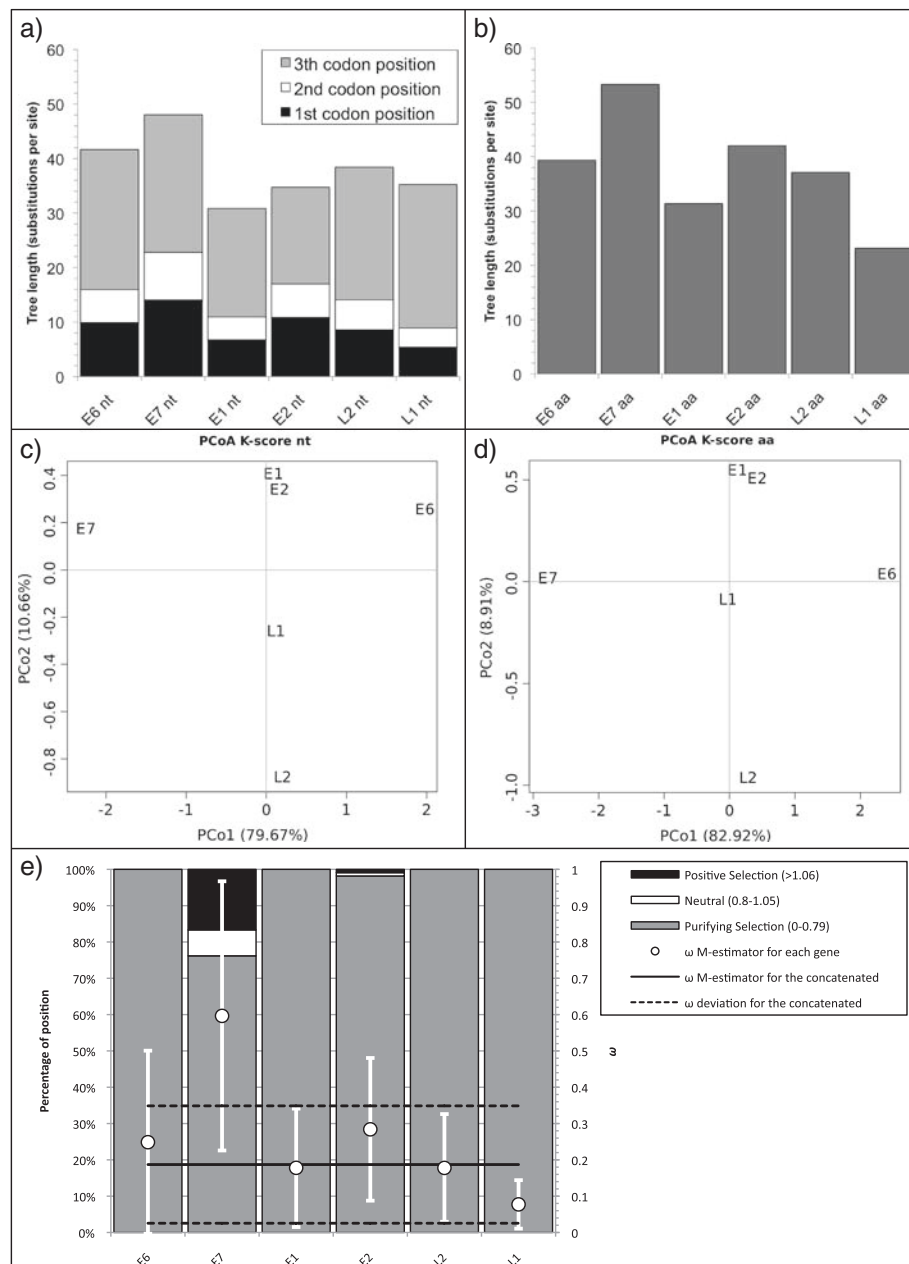 a)
60
50
40
30
20
10
0
Tree length (substitutions per site)
3th codon position
2nd codon position
1st codon position
E6 nt
E7 nt
E1 nt
E2 nt
L2 nt
L1 nt
b)
60
50
40
30
20
10
0
Tree length (substitutions per site)
E6 aa
E7 aa
E1 aa
E2 aa
L2 aa
L1 aa
c)
PCoA K-score nt
0.4
0.2
0.0
-0.2
-0.4
-0.6
-0.8
PCo2 (10.66%)
E1
E2
E6
E7
L1
L2
-2
-1
0
1
2
PCo1 (79.67%)
d)
PCoA K-score aa
0.5
0.0
-0.5
-1.0
PCo2 (8.91%)
E1
E2
E7
E6
L1
L2
-3
-2
-1
0
1
2
PCo1 (82.92%)
e)
100%
90%
80%
70%
60%
50%
40%
30%
20%
10%
0%
Percentage of position
1
0.9
0.8
0.7
0.6
0.5
0.4
0.3
0.2
0.1
0
ω
E6
E7
E1
E2
L2
L1
Positive Selection (>1.06)
Neutral (0.8-1.05)
Purifying Selection (0-0.79)
ω M-estimator for each gene
ω M-estimator for the concatenated
ω deviation for the concatenated